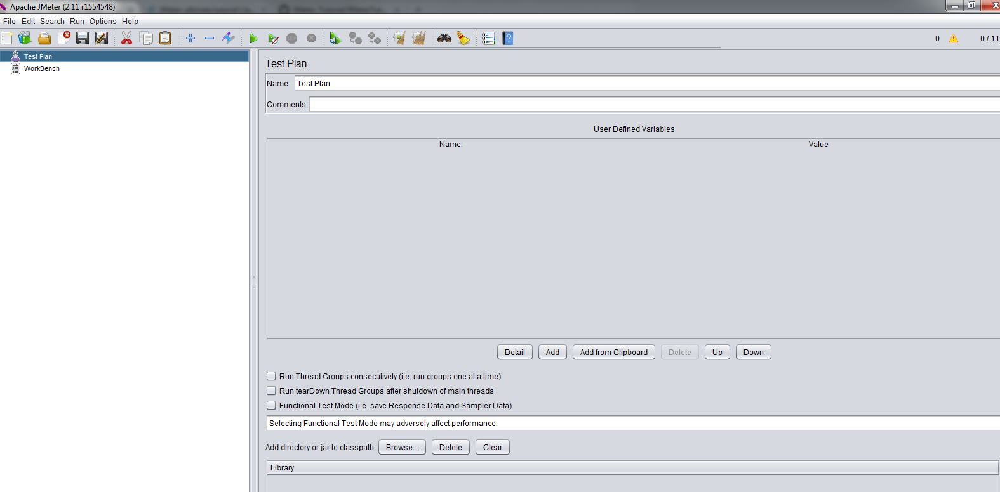 Apache JMeter (2.11 r1554548)
File Edit Search Run Options Help
0 0 / 11
Test Plan
WorkBench
Test Plan
Name: Test Plan
Comments:
User Defined Variables
Name: Value
Detail Add Add from Clipboard Delete Up Down
Run Thread Groups consecutively (i.e. run groups one at a time)
Run tearDown Thread Groups after shutdown of main threads
Functional Test Mode (i.e. save Response Data and Sampler Data)
Selecting Functional Test Mode may adversely affect performance.
Add directory or jar to classpath Browse... Delete Clear
Library